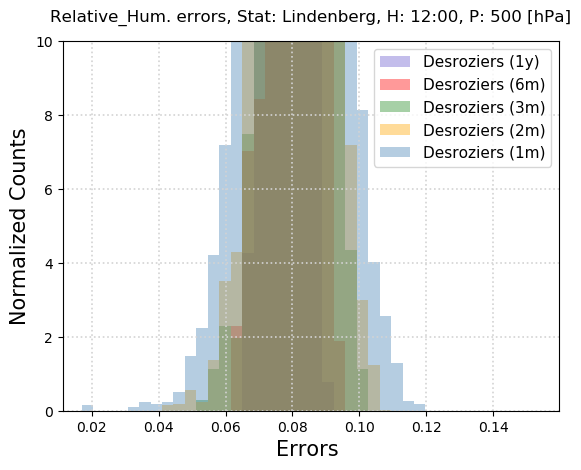 Relative_Hum. errors, Stat: Lindenberg, H: 12:00, P: 500 [hPa]
10
8
6
4
2
0
Normalized Counts
Desroziers (1y)
Desroziers (6m)
Desroziers (3m)
Desroziers (2m)
Desroziers (1m)
0.02 0.04 0.06 0.08 0.10 0.12 0.14
Errors